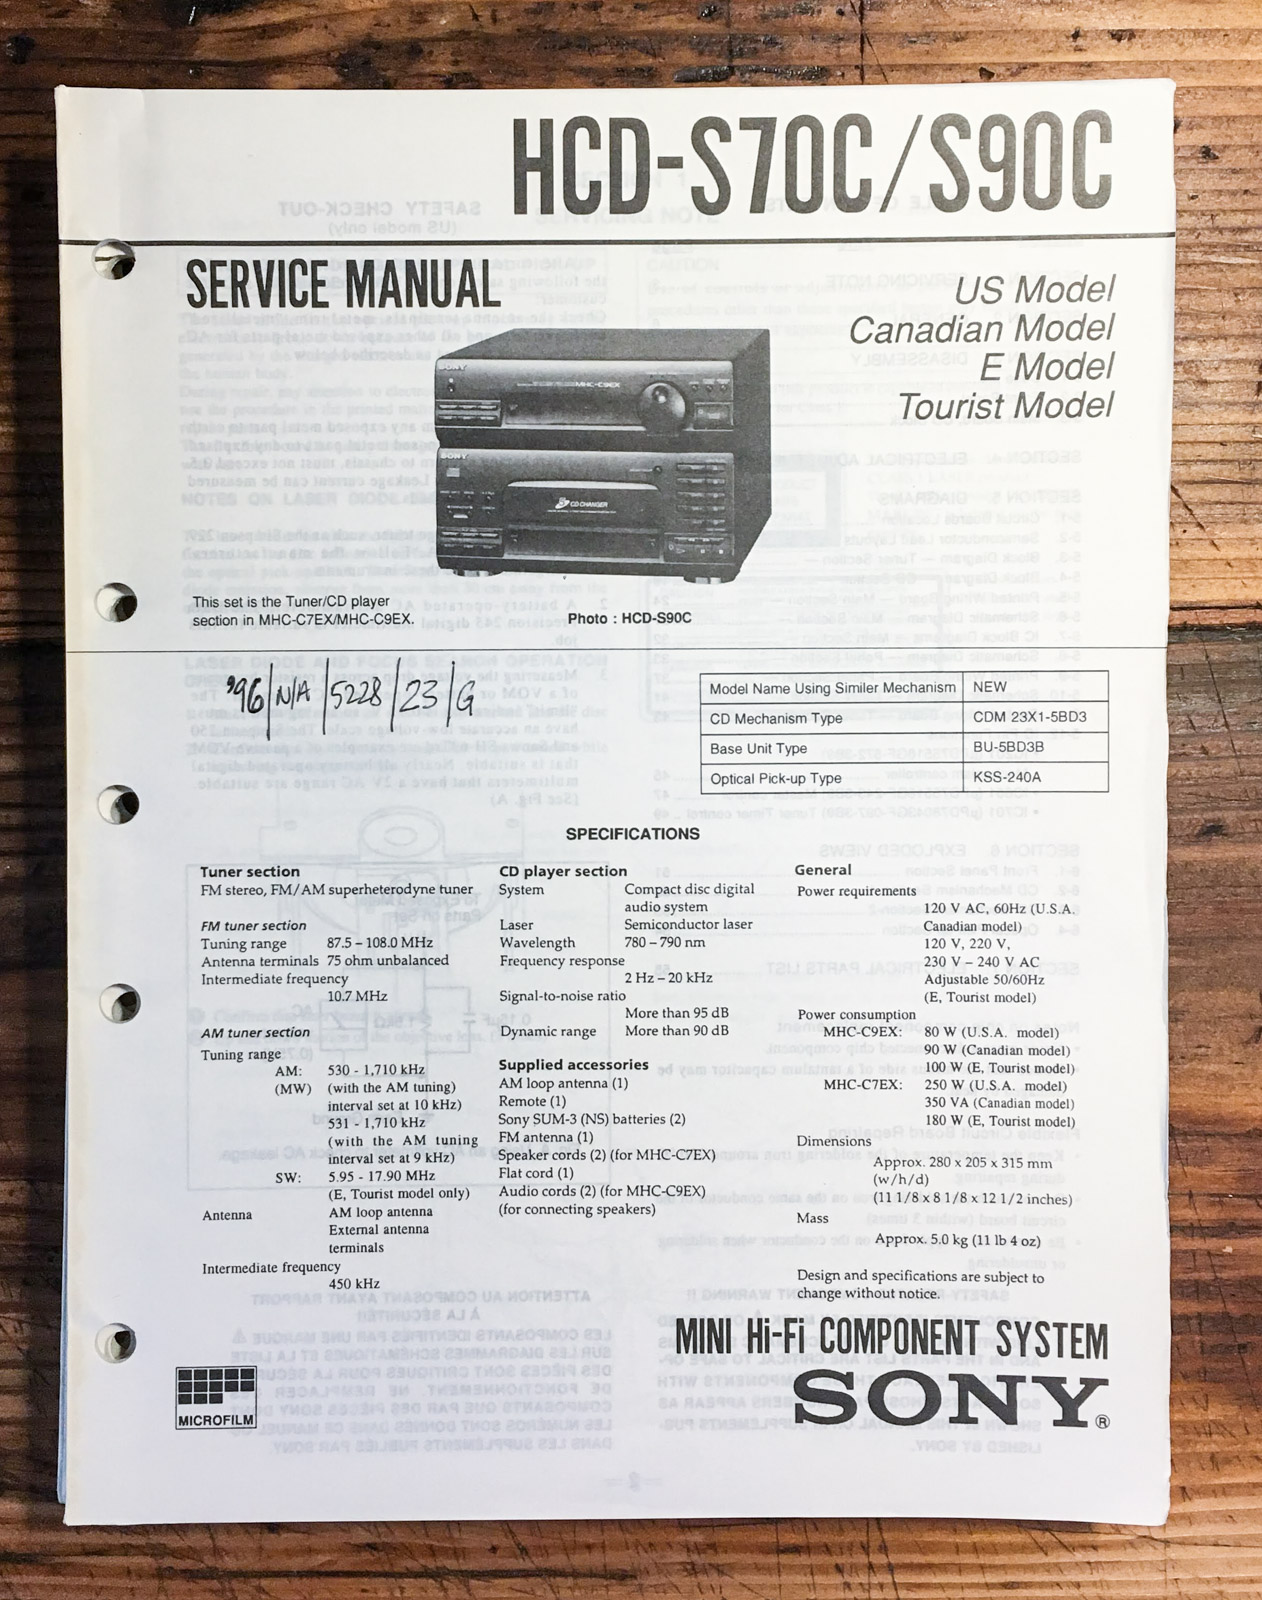 HCD-S70C/S90C
SERVICE MANUAL
US Model
Canadian Model
E Model
Tourist Model
SONY
MHC-C9EX
SONY
5 CD CHANGER
This set is the Tuner/CD player
section in MHC-C7EX/MHC-C9EX.
Photo : HCD-S90C
'96/N/A/5228/23/G
Model Name Using Similer Mechanism NEW
CD Mechanism Type CDM 23X1-5BD3
Base Unit Type BU-5BD3B
Optical Pick-up Type KSS-240A
SPECIFICATIONS
Tuner section
FM stereo, FM/AM superheterodyne tuner
FM tuner section
Tuning range 87.5 – 108.0 MHz
Antenna terminals 75 ohm unbalanced
Intermediate frequency
10.7 MHz
AM tuner section
Tuning range
AM: 530 - 1,710 kHz
(MW) (with the AM tuning)
interval set at 10 kHz)
531 - 1,710 kHz
(with the AM tuning
interval set at 9 kHz)
SW: 5.95 - 17.90 MHz
(E, Tourist model only)
Antenna AM loop antenna
External antenna
terminals
Intermediate frequency
450 kHz
CD player section
System Compact disc digital
audio system
Laser Semiconductor laser
Wavelength 780 – 790 nm
Frequency response
2 Hz – 20 kHz
Signal-to-noise ratio
More than 95 dB
Dynamic range More than 90 dB
Supplied accessories
AM loop antenna (1)
Remote (1)
Sony SUM-3 (NS) batteries (2)
FM antenna (1)
Speaker cords (2) (for MHC-C7EX)
Flat cord (1)
Audio cords (2) (for MHC-C9EX)
(for connecting speakers)
General
Power requirements
120 V AC, 60Hz (U.S.A.
Canadian model)
120 V, 220 V,
230 V – 240 V AC
Adjustable 50/60Hz
(E, Tourist model)
Power consumption
MHC-C9EX: 80 W (U.S.A. model)
90 W (Canadian model)
100 W (E, Tourist model)
MHC-C7EX: 250 W (U.S.A. model)
350 VA (Canadian model)
180 W (E, Tourist model)
Dimensions
Approx. 280 x 205 x 315 mm
(w/h/d)
(11 1/8 x 8 1/8 x 12 1/2 inches)
Mass
Approx. 5.0 kg (11 lb 4 oz)
Design and specifications are subject to
change without notice.
MINI Hi-Fi COMPONENT SYSTEM
SONY®
MICROFILM